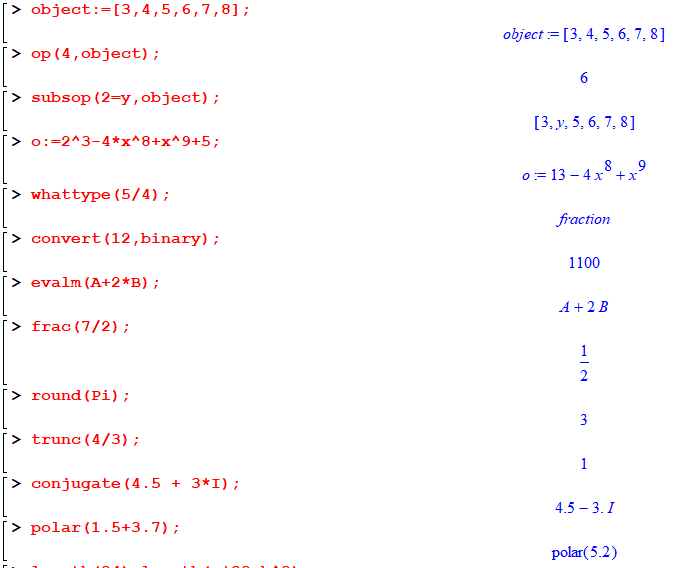 > object:=[3,4,5,6,7,8];
object := [3, 4, 5, 6, 7, 8]
> op(4,object);
6
> subsop(2=y,object);
[3, y, 5, 6, 7, 8]
> o:=2^3-4*x^8+x^9+5;
o := 13 − 4 x^8 + x^9
> whattype(5/4);
fraction
> convert(12,binary);
1100
> evalm(A+2*B);
A + 2 B
> frac(7/2);
1
2
> round(Pi);
3
> trunc(4/3);
1
> conjugate(4.5 + 3*I);
4.5 − 3. I
> polar(1.5+3.7);
polar(5.2)